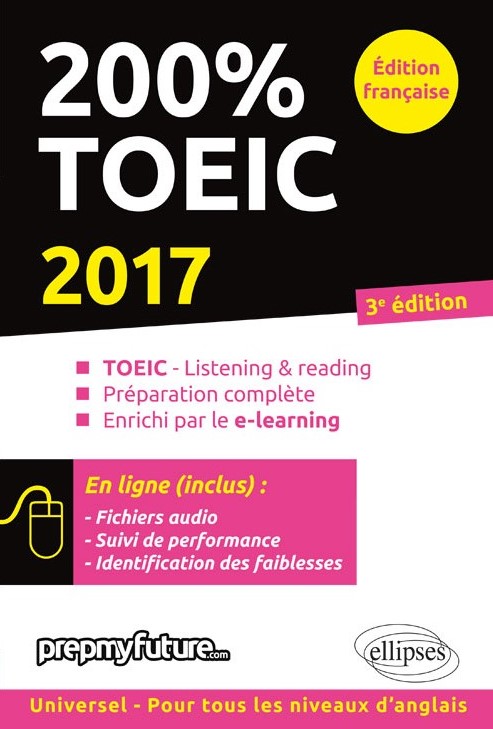 200%
TOEIC
2017
Édition
française
3e édition
TOEIC - Listening & reading
Préparation complète
Enrichi par le e-learning
En ligne (inclus) :
- Fichiers audio
- Suivi de performance
- Identification des faiblesses
prepmyfuture.com
ellipses
Universel - Pour tous les niveaux d'anglais